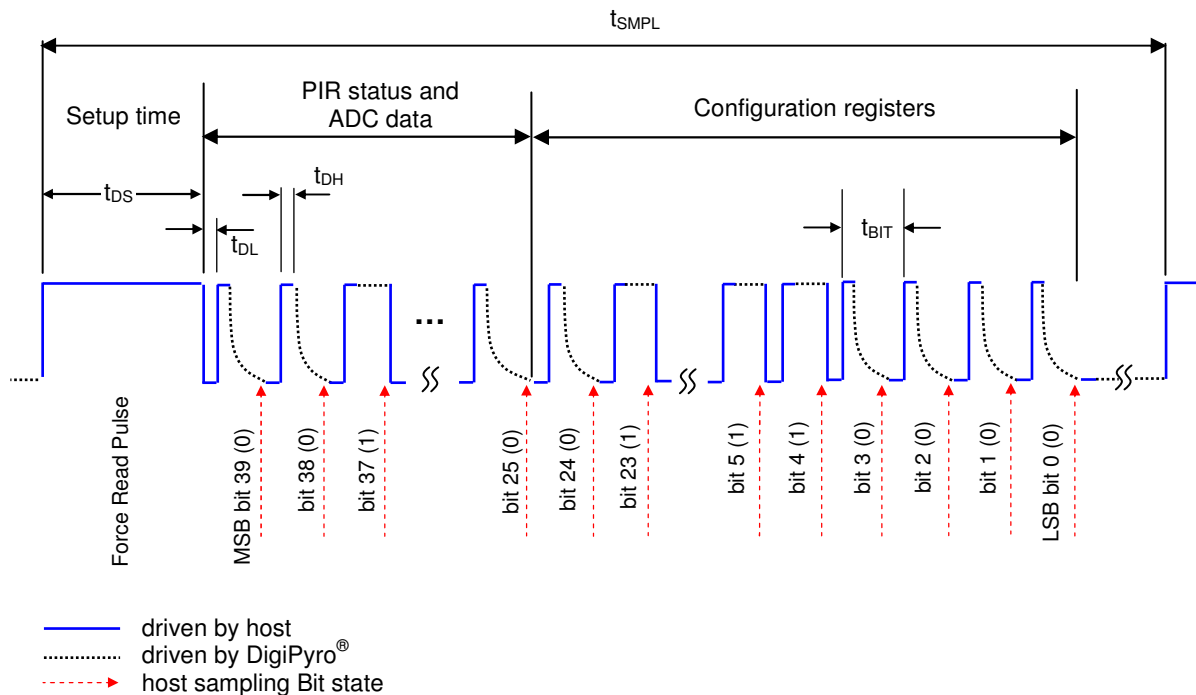 tSMPL
PIR status and
ADC data
Configuration registers
Setup time
tDS
tDH
tBIT
tDL
...
Force Read Pulse
MSB bit 39 (0)
bit 38 (0)
bit 37 (1)
bit 25 (0)
bit 24 (0)
bit 23 (1)
bit 5 (1)
bit 4 (1)
bit 3 (0)
bit 2 (0)
bit 1 (0)
LSB bit 0 (0)
driven by host
driven by DigiPyro®
host sampling Bit state